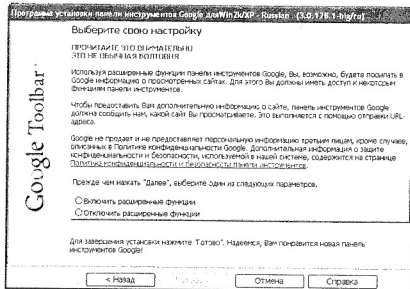 Программа установки панели инструментов Google для Win2k/XP - Russian (3.0.128.1-big/ru)
Выберите свою настройку
ПРОЧИТАЙТЕ ЭТО ВНИМАТЕЛЬНО
ЭТО НЕ ОБЫЧНАЯ БОЛТОВНЯ
Используя расширенные функции панели инструментов Google, Вы, возможно, будете посылать в
Google информацию о просмотренных сайтах. Для этого Вы должны иметь доступ к некоторым
функциям панели инструментов.
Чтобы предоставить Вам дополнительную информацию о сайте, панель инструментов Google
должна сообщить нам, какой сайт Вы просматриваете. Это выполняется с помощью отправки URL-
адреса.
Google не продает и не предоставляет персональную информацию третьим лицам, кроме случаев,
описанных в Политике конфиденциальности Google. Дополнительная информация о защите
конфиденциальности и безопасности, используемой в нашей системе, содержится на странице
Политика конфиденциальности и безопасности панели инструментов.
Прежде чем нажать "Далее", выберите один из следующих параметров.
Включить расширенные функции
Отключить расширенные функции
Для завершения установки нажмите "Готово". Надеемся, Вам понравится новая панель
инструментов Google!
< Назад
Отмена
Справка
Google Toolbar